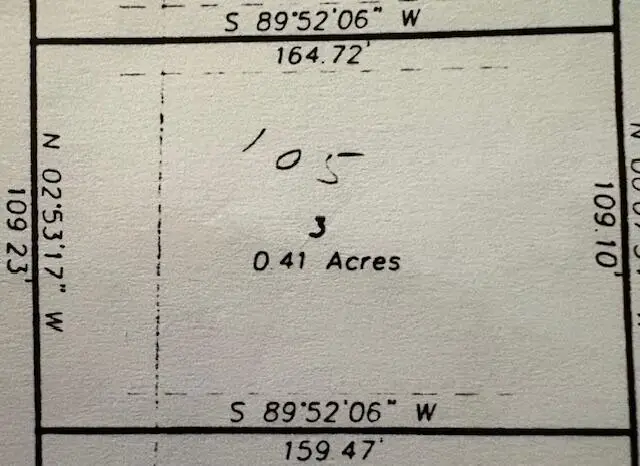 S 89°52'06" W
164.72'
105
3
0.41 Acres
N 02°53'17" W
109.23'
109.10'
S 89°52'06" W
159.47'